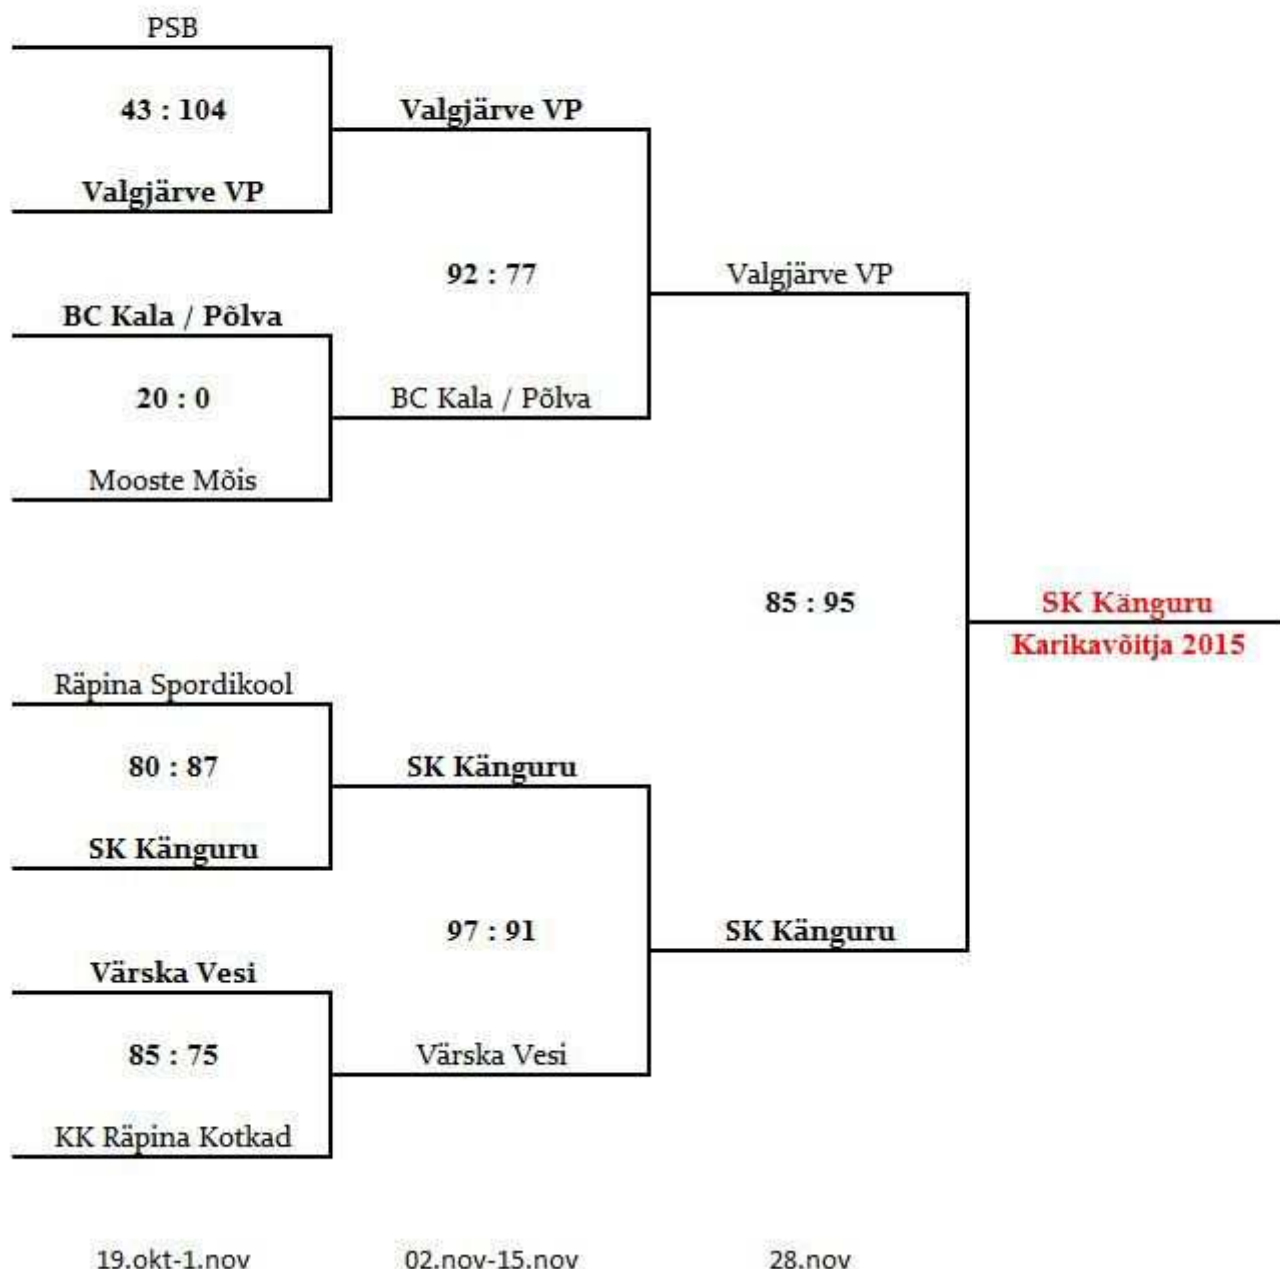 PSB
43 : 104
Valgjärve VP
Valgjärve VP
92 : 77
Valgjärve VP
BC Kala / Põlva
20 : 0
BC Kala / Põlva
Mooste Mõis
85 : 95
SK Känguru
Karikavõitja 2015
Räpina Spordikool
80 : 87
SK Känguru
SK Känguru
97 : 91
SK Känguru
Värska Vesi
85 : 75
Värska Vesi
KK Räpina Kotkad
19.okt-1.nov
02.nov-15.nov
28.nov